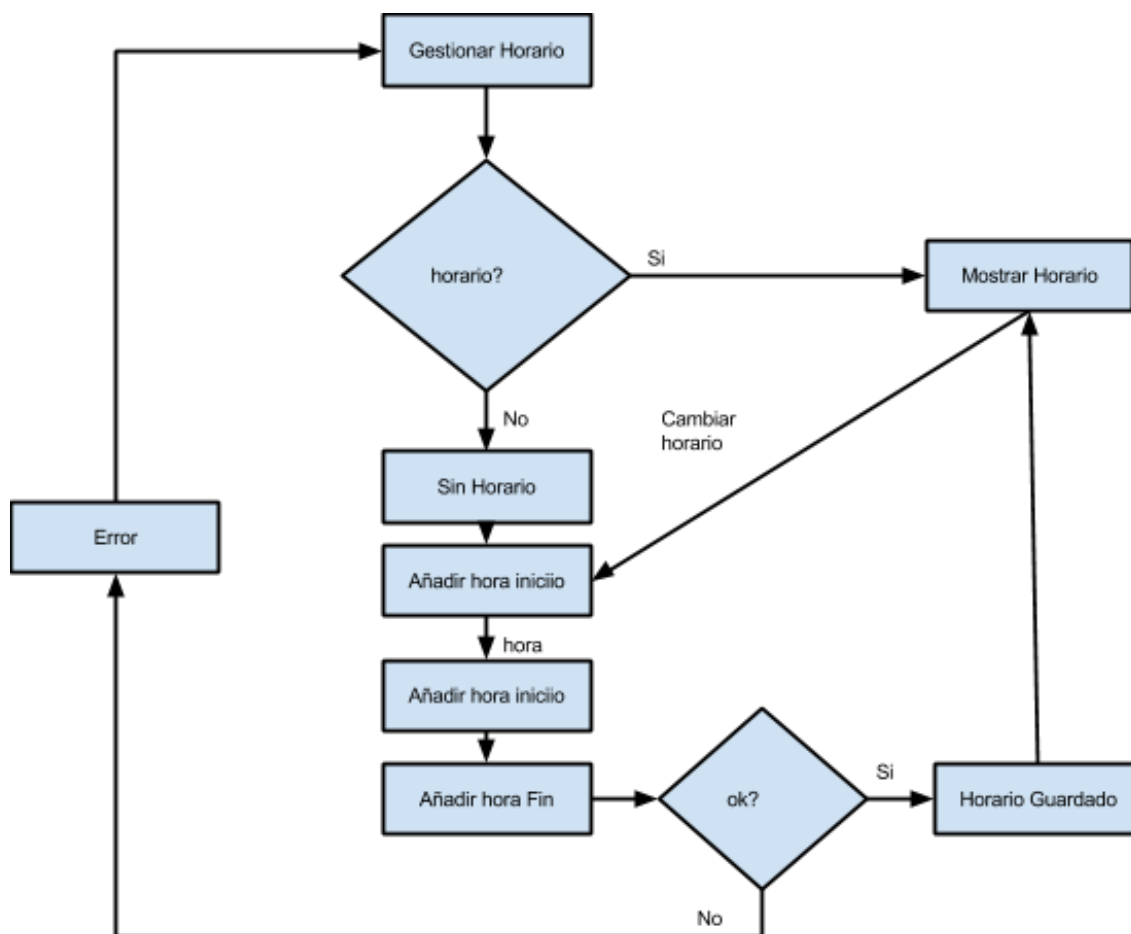 Gestionar Horario
horario?
Si
Mostrar Horario
No
Cambiar
horario
Sin Horario
Error
Añadir hora iniciio
hora
Añadir hora iniciio
Añadir hora Fin
ok?
Si
Horario Guardado
No